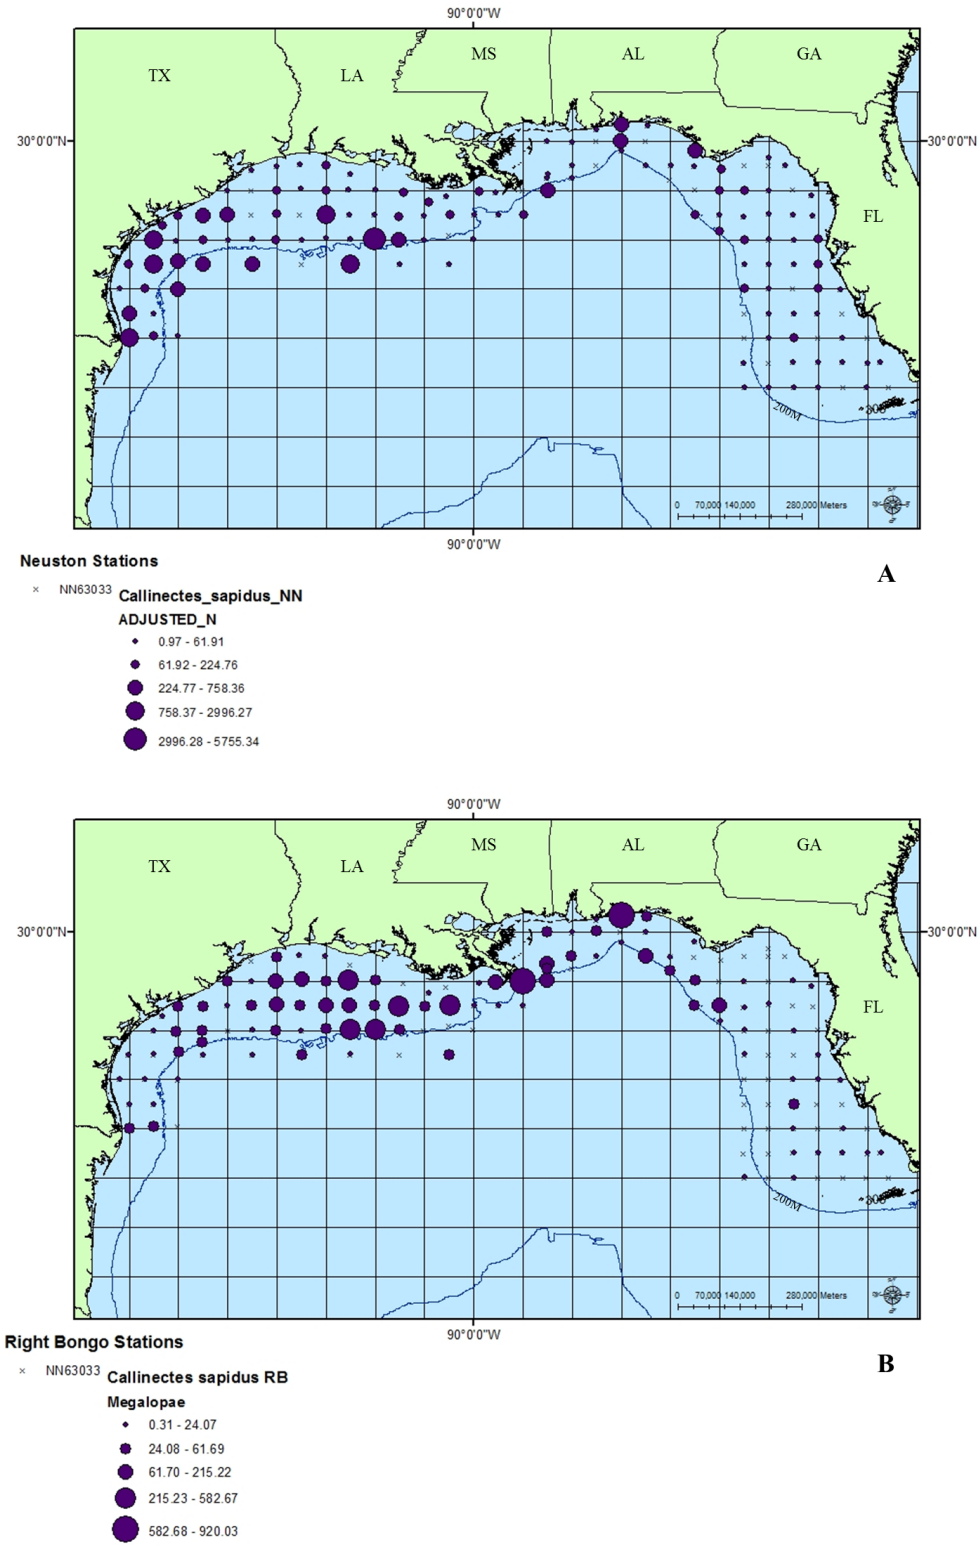 90°0'0"W
MS
AL
GA
TX
LA
30°0'0"N
30°0'0"N
FL
200M
0 70,000 140,000 280,000 Meters
90°0'0"W
Neuston Stations
NN63033
Callinectes_sapidus_NN
ADJUSTED_N
0.97 - 61.91
61.92 - 224.76
224.77 - 758.36
758.37 - 2996.27
2996.28 - 5755.34
A
90°0'0"W
MS
AL
GA
TX
LA
30°0'0"N
30°0'0"N
FL
200M
0 70,000 140,000 280,000 Meters
90°0'0"W
Right Bongo Stations
NN63033
Callinectes sapidus RB
Megalopae
0.31 - 24.07
24.08 - 61.69
61.70 - 215.22
215.23 - 582.67
582.68 - 920.03
B